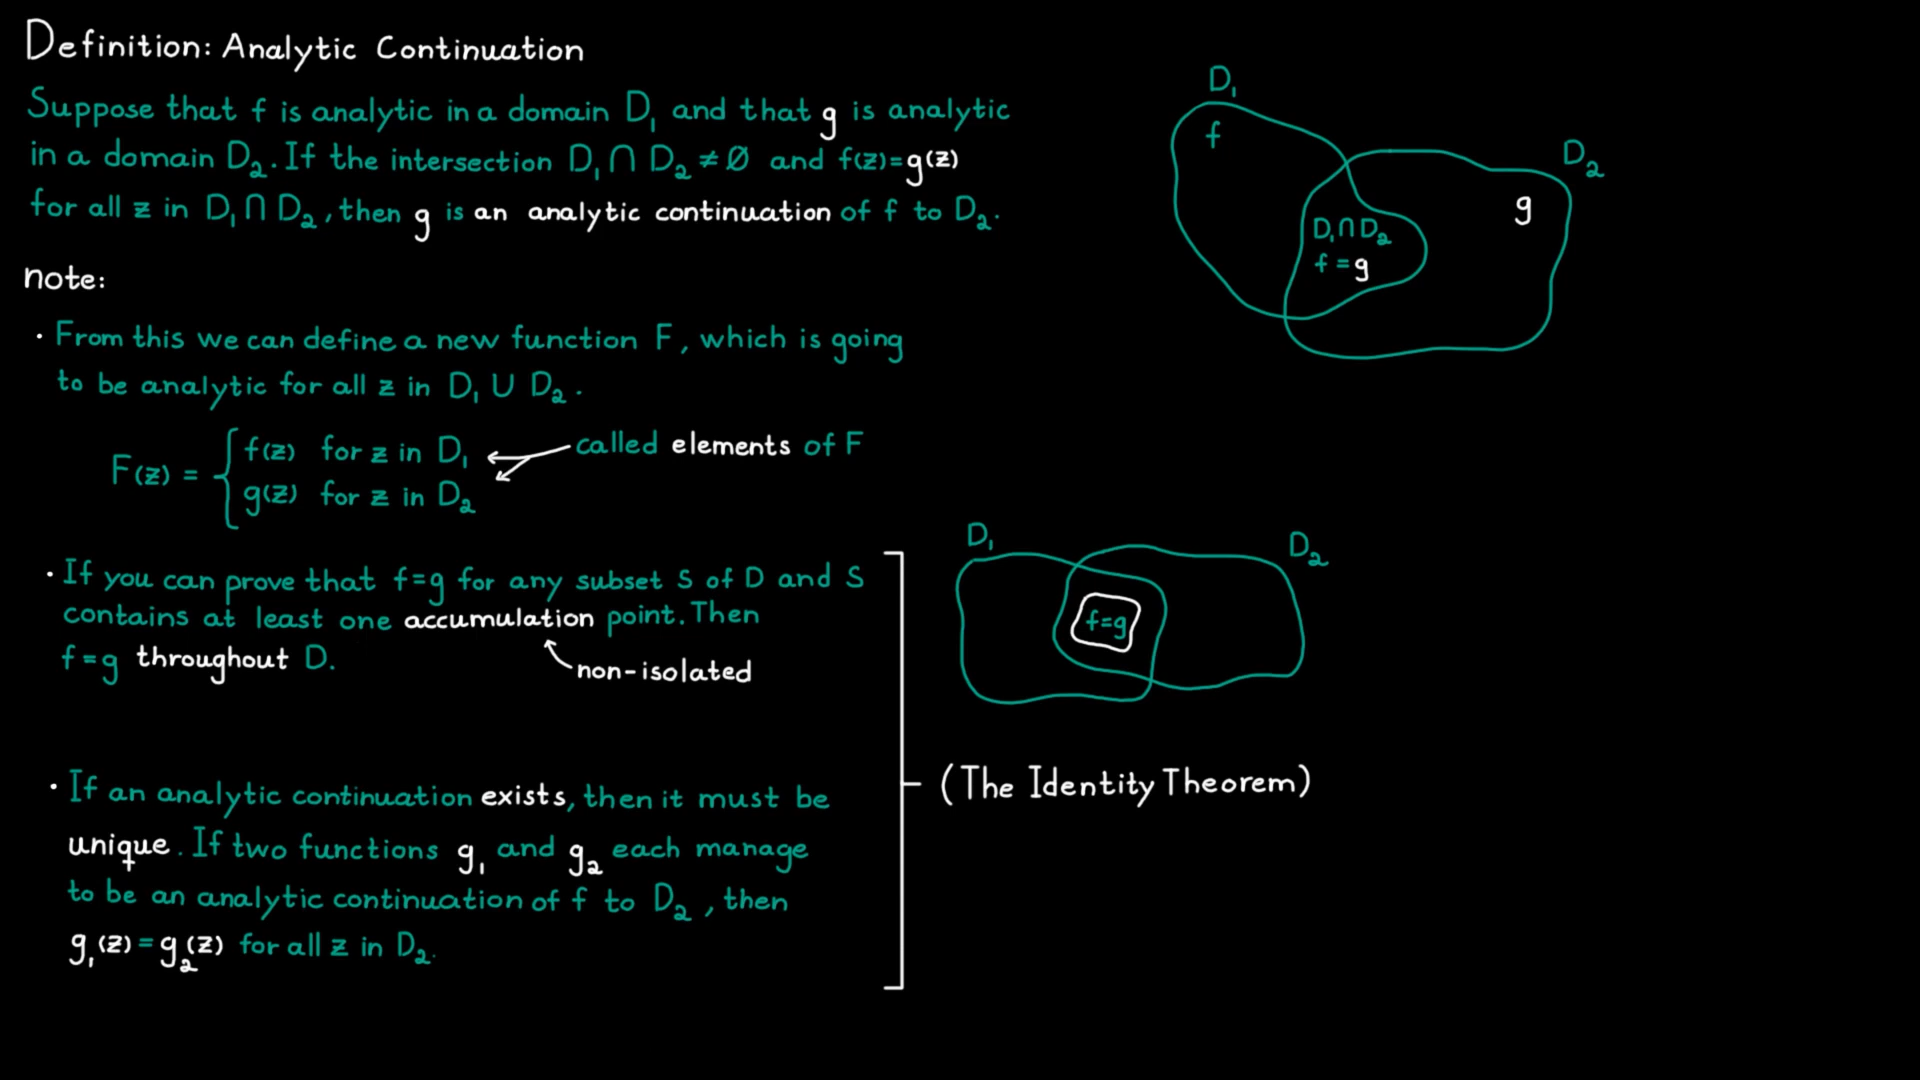 Definition: Analytic Continuation
Suppose that f is analytic in a domain D₁ and that g is analytic
in a domain D₂. If the intersection D₁ ∩ D₂ ≠ Ø and f(z)=g(z)
for all z in D₁ ∩ D₂, then g is an analytic continuation of f to D₂.
note:
· From this we can define a new function F, which is going
to be analytic for all z in D₁ ∪ D₂.
F(z) = { f(z) for z in D₁
g(z) for z in D₂
called elements of F
· If you can prove that f=g for any subset S of D and S
contains at least one accumulation point. Then
f=g throughout D.
non-isolated
· If an analytic continuation exists, then it must be
unique. If two functions g₁ and g₂ each manage
to be an analytic continuation of f to D₂, then
g₁(z)=g₂(z) for all z in D₂.
D₁
f
D₂
g
D₁∩D₂
f=g
D₁
D₂
f=g
(The Identity Theorem)